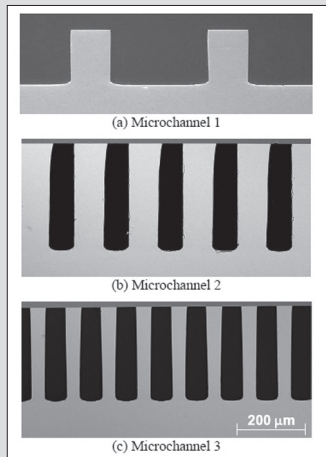 (a) Microchannel 1
(b) Microchannel 2
200 μm
(c) Microchannel 3